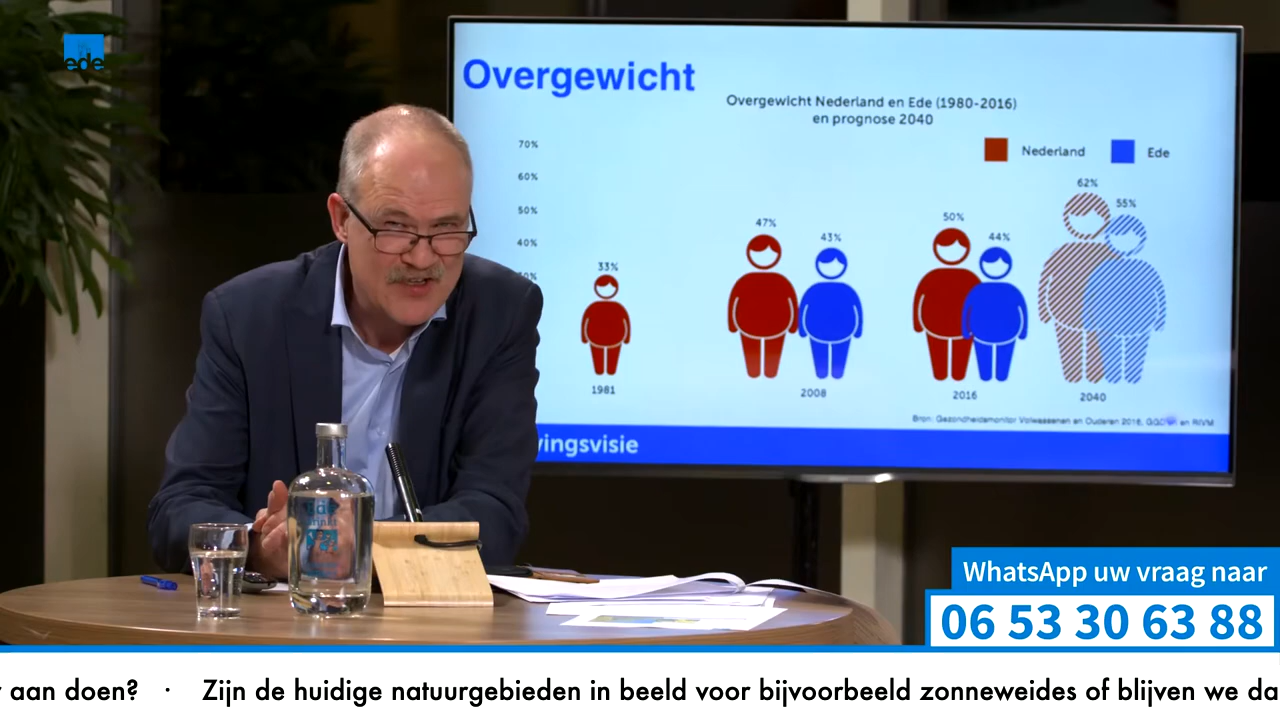 ede
Overgewicht
Overgewicht Nederland en Ede (1980-2016)
en prognose 2040
Nederland
Ede
70%
60%
50%
40%
33%
47%
43%
50%
44%
62%
55%
1981
2008
2016
2040
Bron: Gezondheidsmonitor Volwassenen en Ouderen 2016, en RIVM
vingsvisie
WhatsApp uw vraag naar
06 53 30 63 88
aan doen? · Zijn de huidige natuurgebieden in beeld voor bijvoorbeeld zonneweides of blijven we da